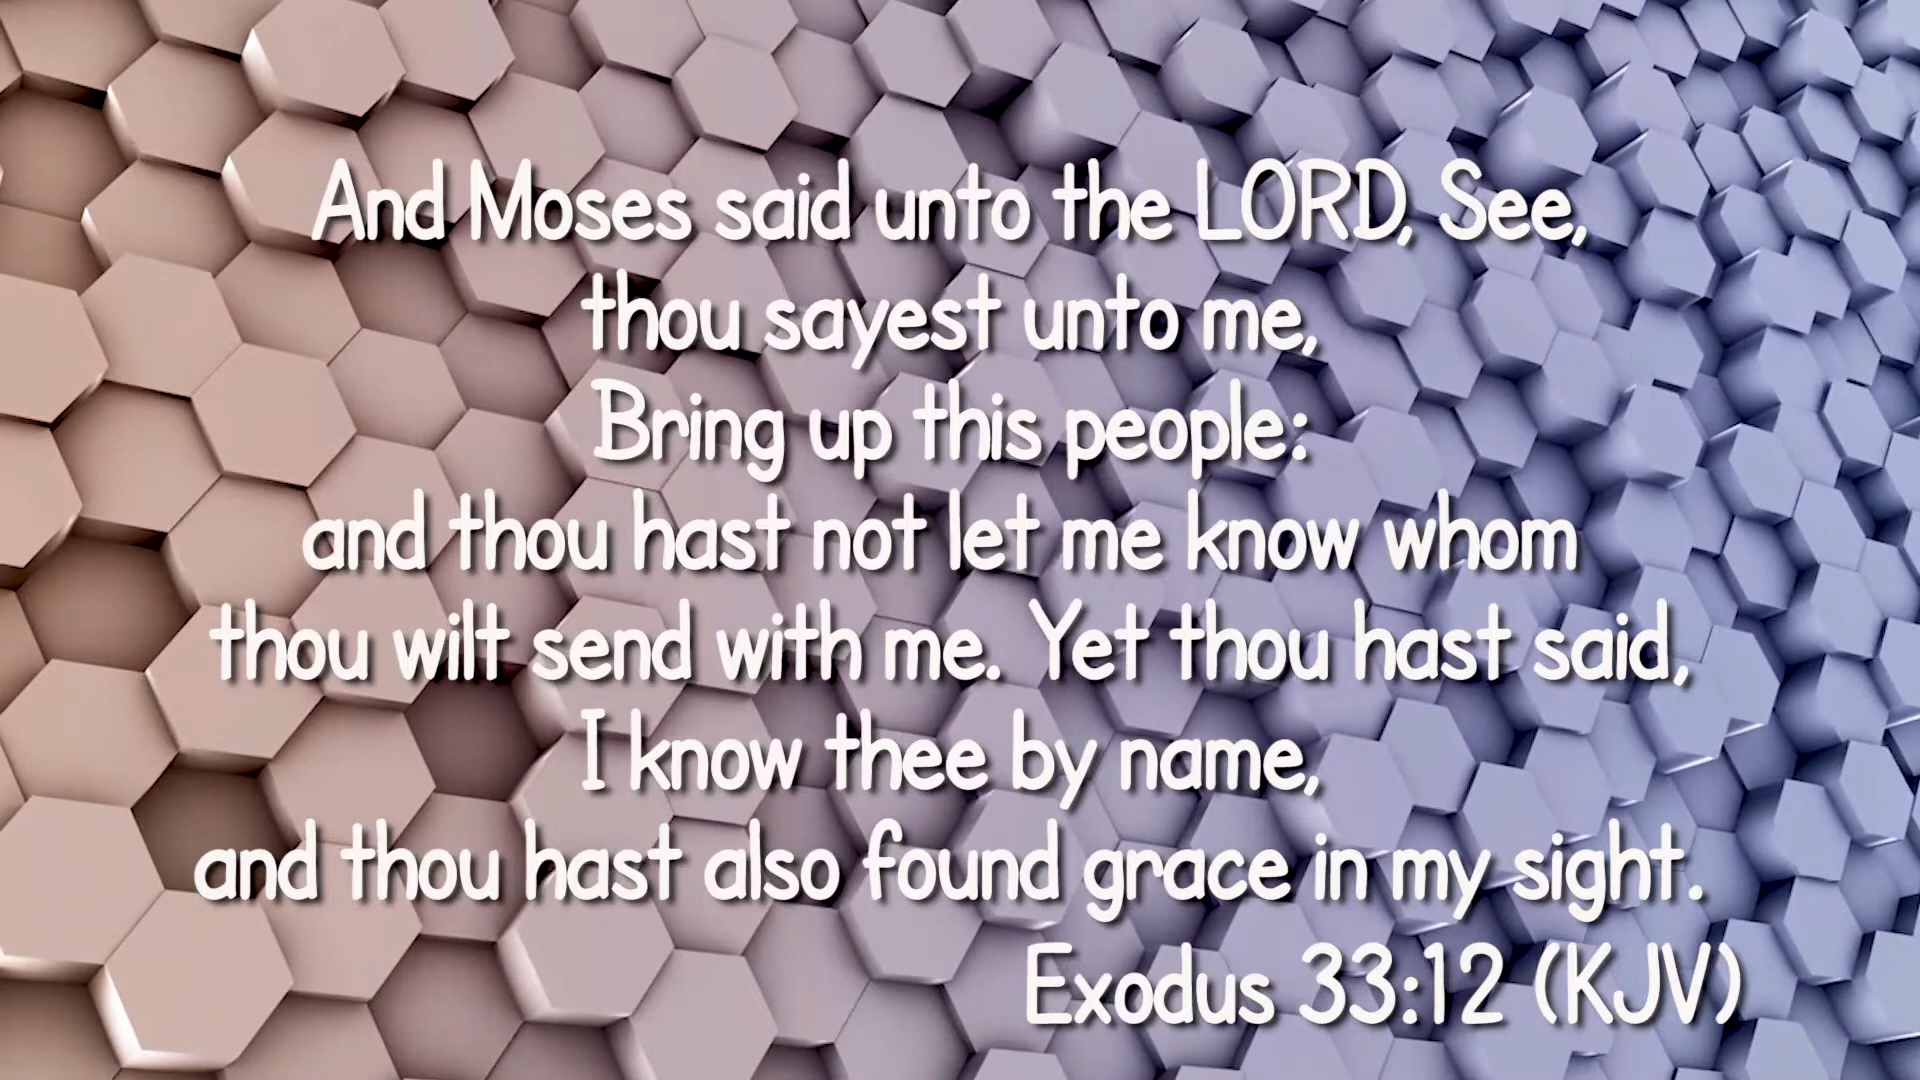 And Moses said unto the LORD, See,
thou sayest unto me,
Bring up this people:
and thou hast not let me know whom
thou wilt send with me. Yet thou hast said,
I know thee by name,
and thou hast also found grace in my sight.
Exodus 33:12 (KJV)